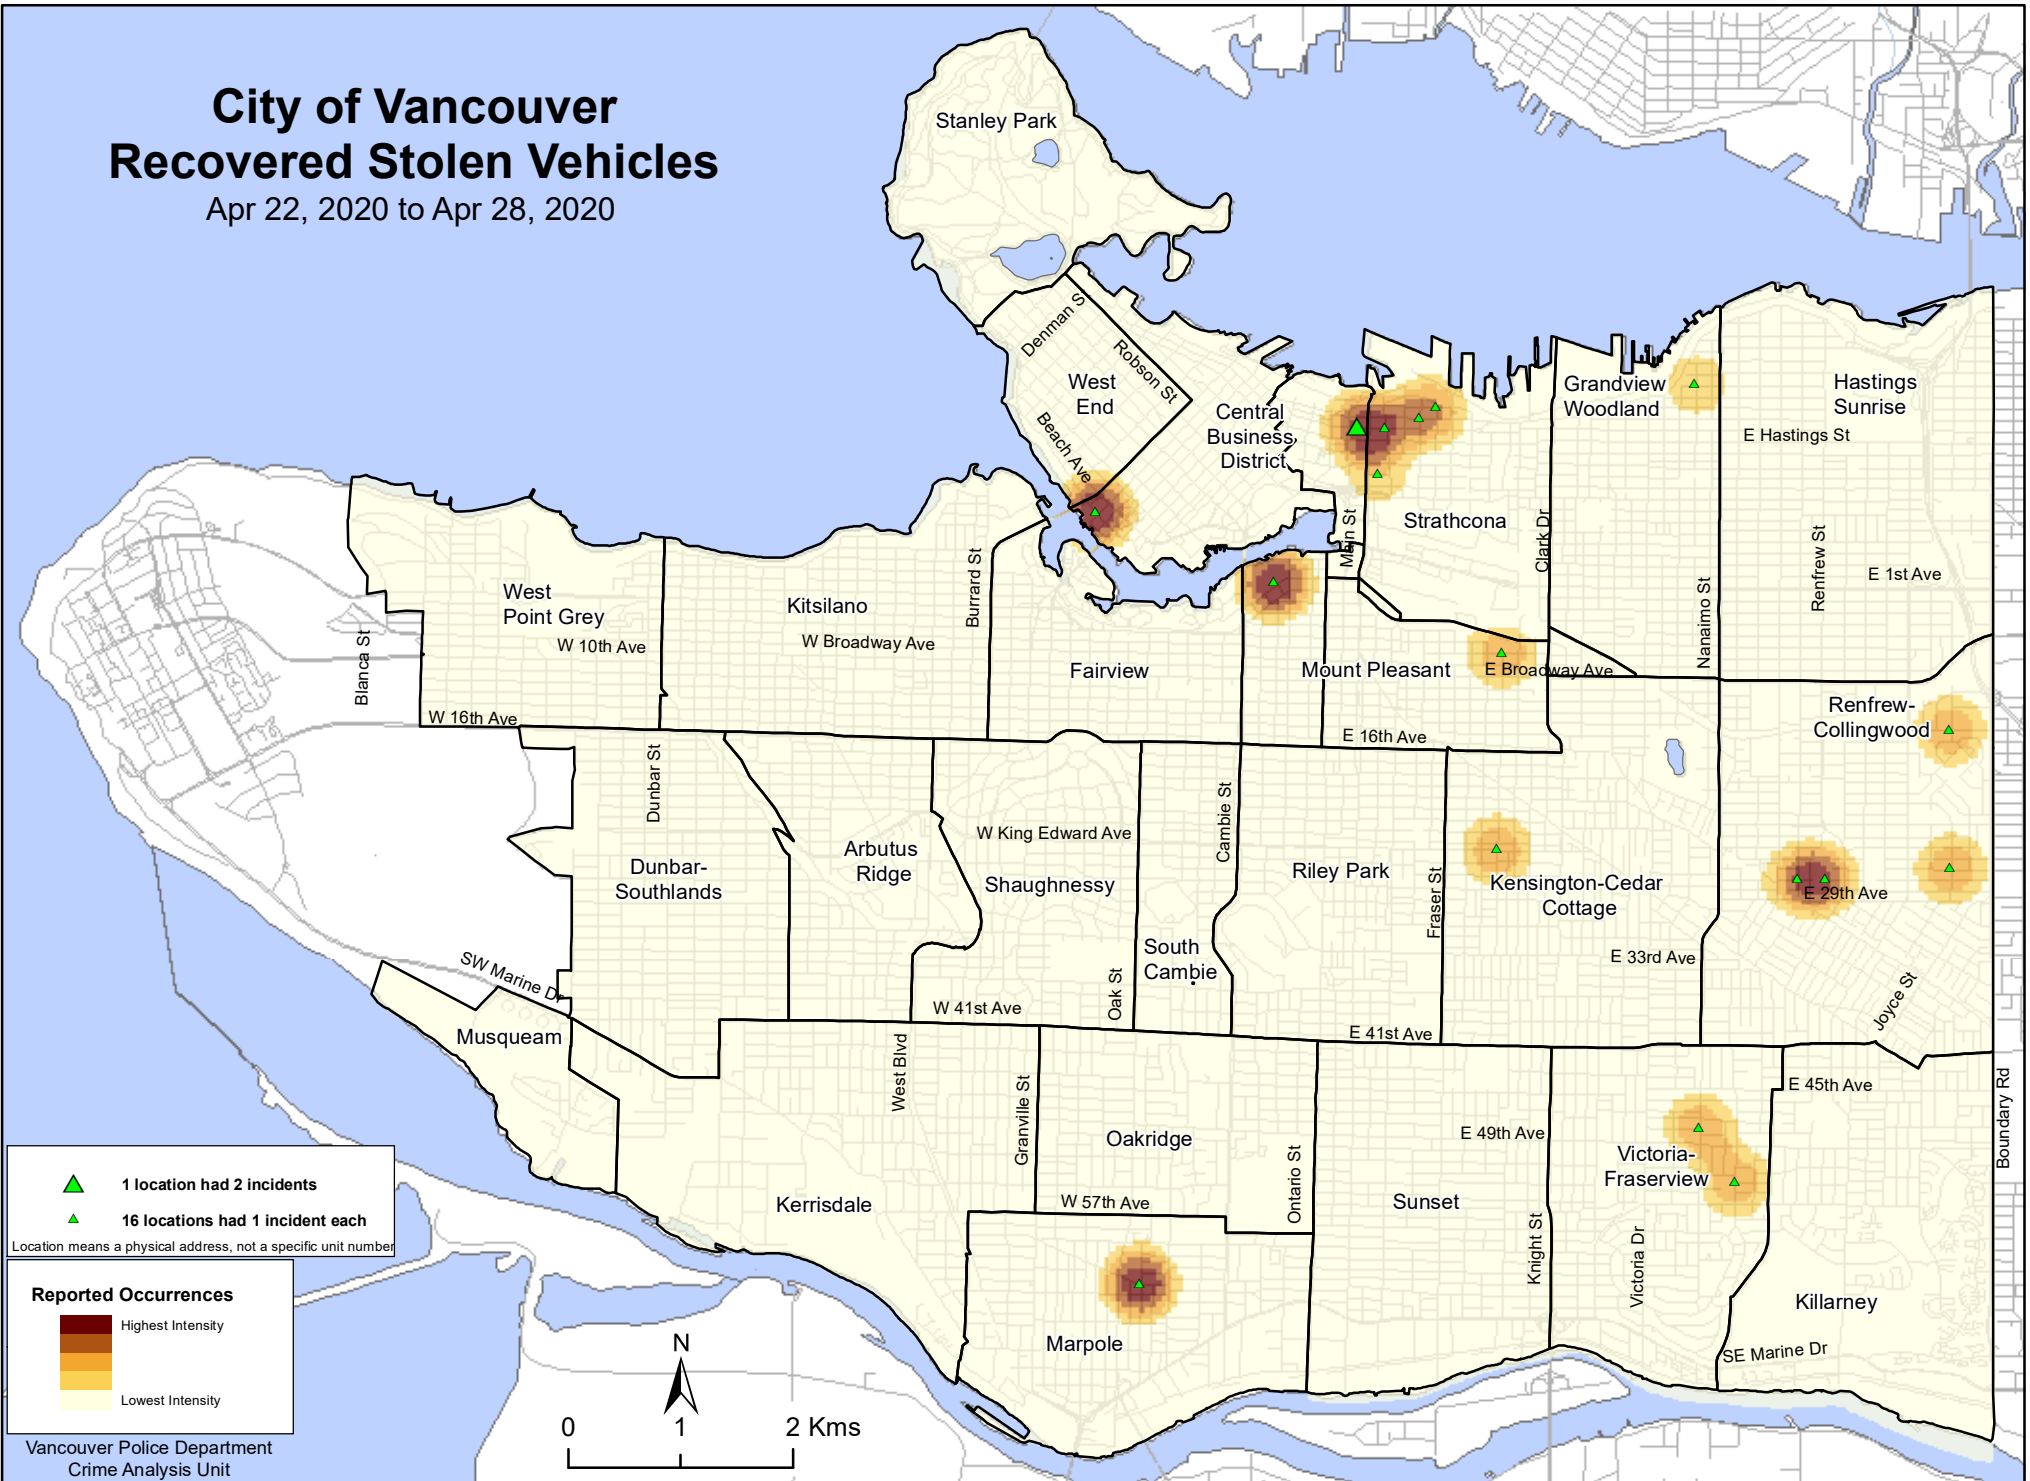 City of Vancouver
Recovered Stolen Vehicles
Apr 22, 2020 to Apr 28, 2020
Stanley Park
Denman S
Robson St
West
End
Beach Ave
Central
Business
District
Grandview
Woodland
Hastings
Sunrise
E Hastings St
Strathcona
Main St
Clark Dr
Nanaimo St
Renfrew St
E 1st Ave
West
Point Grey
W 10th Ave
Blanca St
W 16th Ave
Kitsilano
W Broadway Ave
Burrard St
Fairview
Mount Pleasant
E Broadway Ave
E 16th Ave
Renfrew-
Collingwood
Dunbar St
Dunbar-
Southlands
Arbutus
Ridge
W King Edward Ave
Shaughnessy
Cambie St
South
Cambie
Oak St
W 41st Ave
Riley Park
Fraser St
E 41st Ave
Kensington-Cedar
Cottage
E 33rd Ave
E 29th Ave
Joyce St
SW Marine Dr
Musqueam
West Blvd
Granville St
Kerrisdale
Oakridge
W 57th Ave
Ontario St
Marpole
Sunset
E 49th Ave
Knight St
Victoria-
Fraserview
Victoria Dr
E 45th Ave
Killarney
SE Marine Dr
Boundary Rd
1 location had 2 incidents
16 locations had 1 incident each
Location means a physical address, not a specific unit number
Reported Occurrences
Highest Intensity
Lowest Intensity
Vancouver Police Department
Crime Analysis Unit
N
0 1 2 Kms